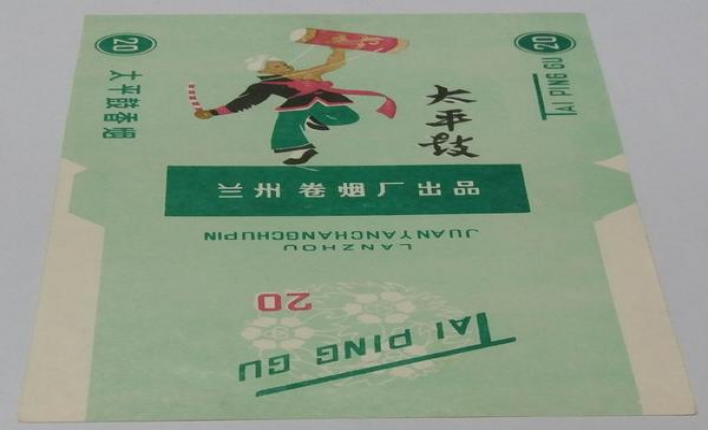 20
太平鼓香烟
太平鼓
20
TAI PING GU
兰州卷烟厂出品
LANZHOU
JUANYANCHANGCHUPIN
20
TAI PING GU